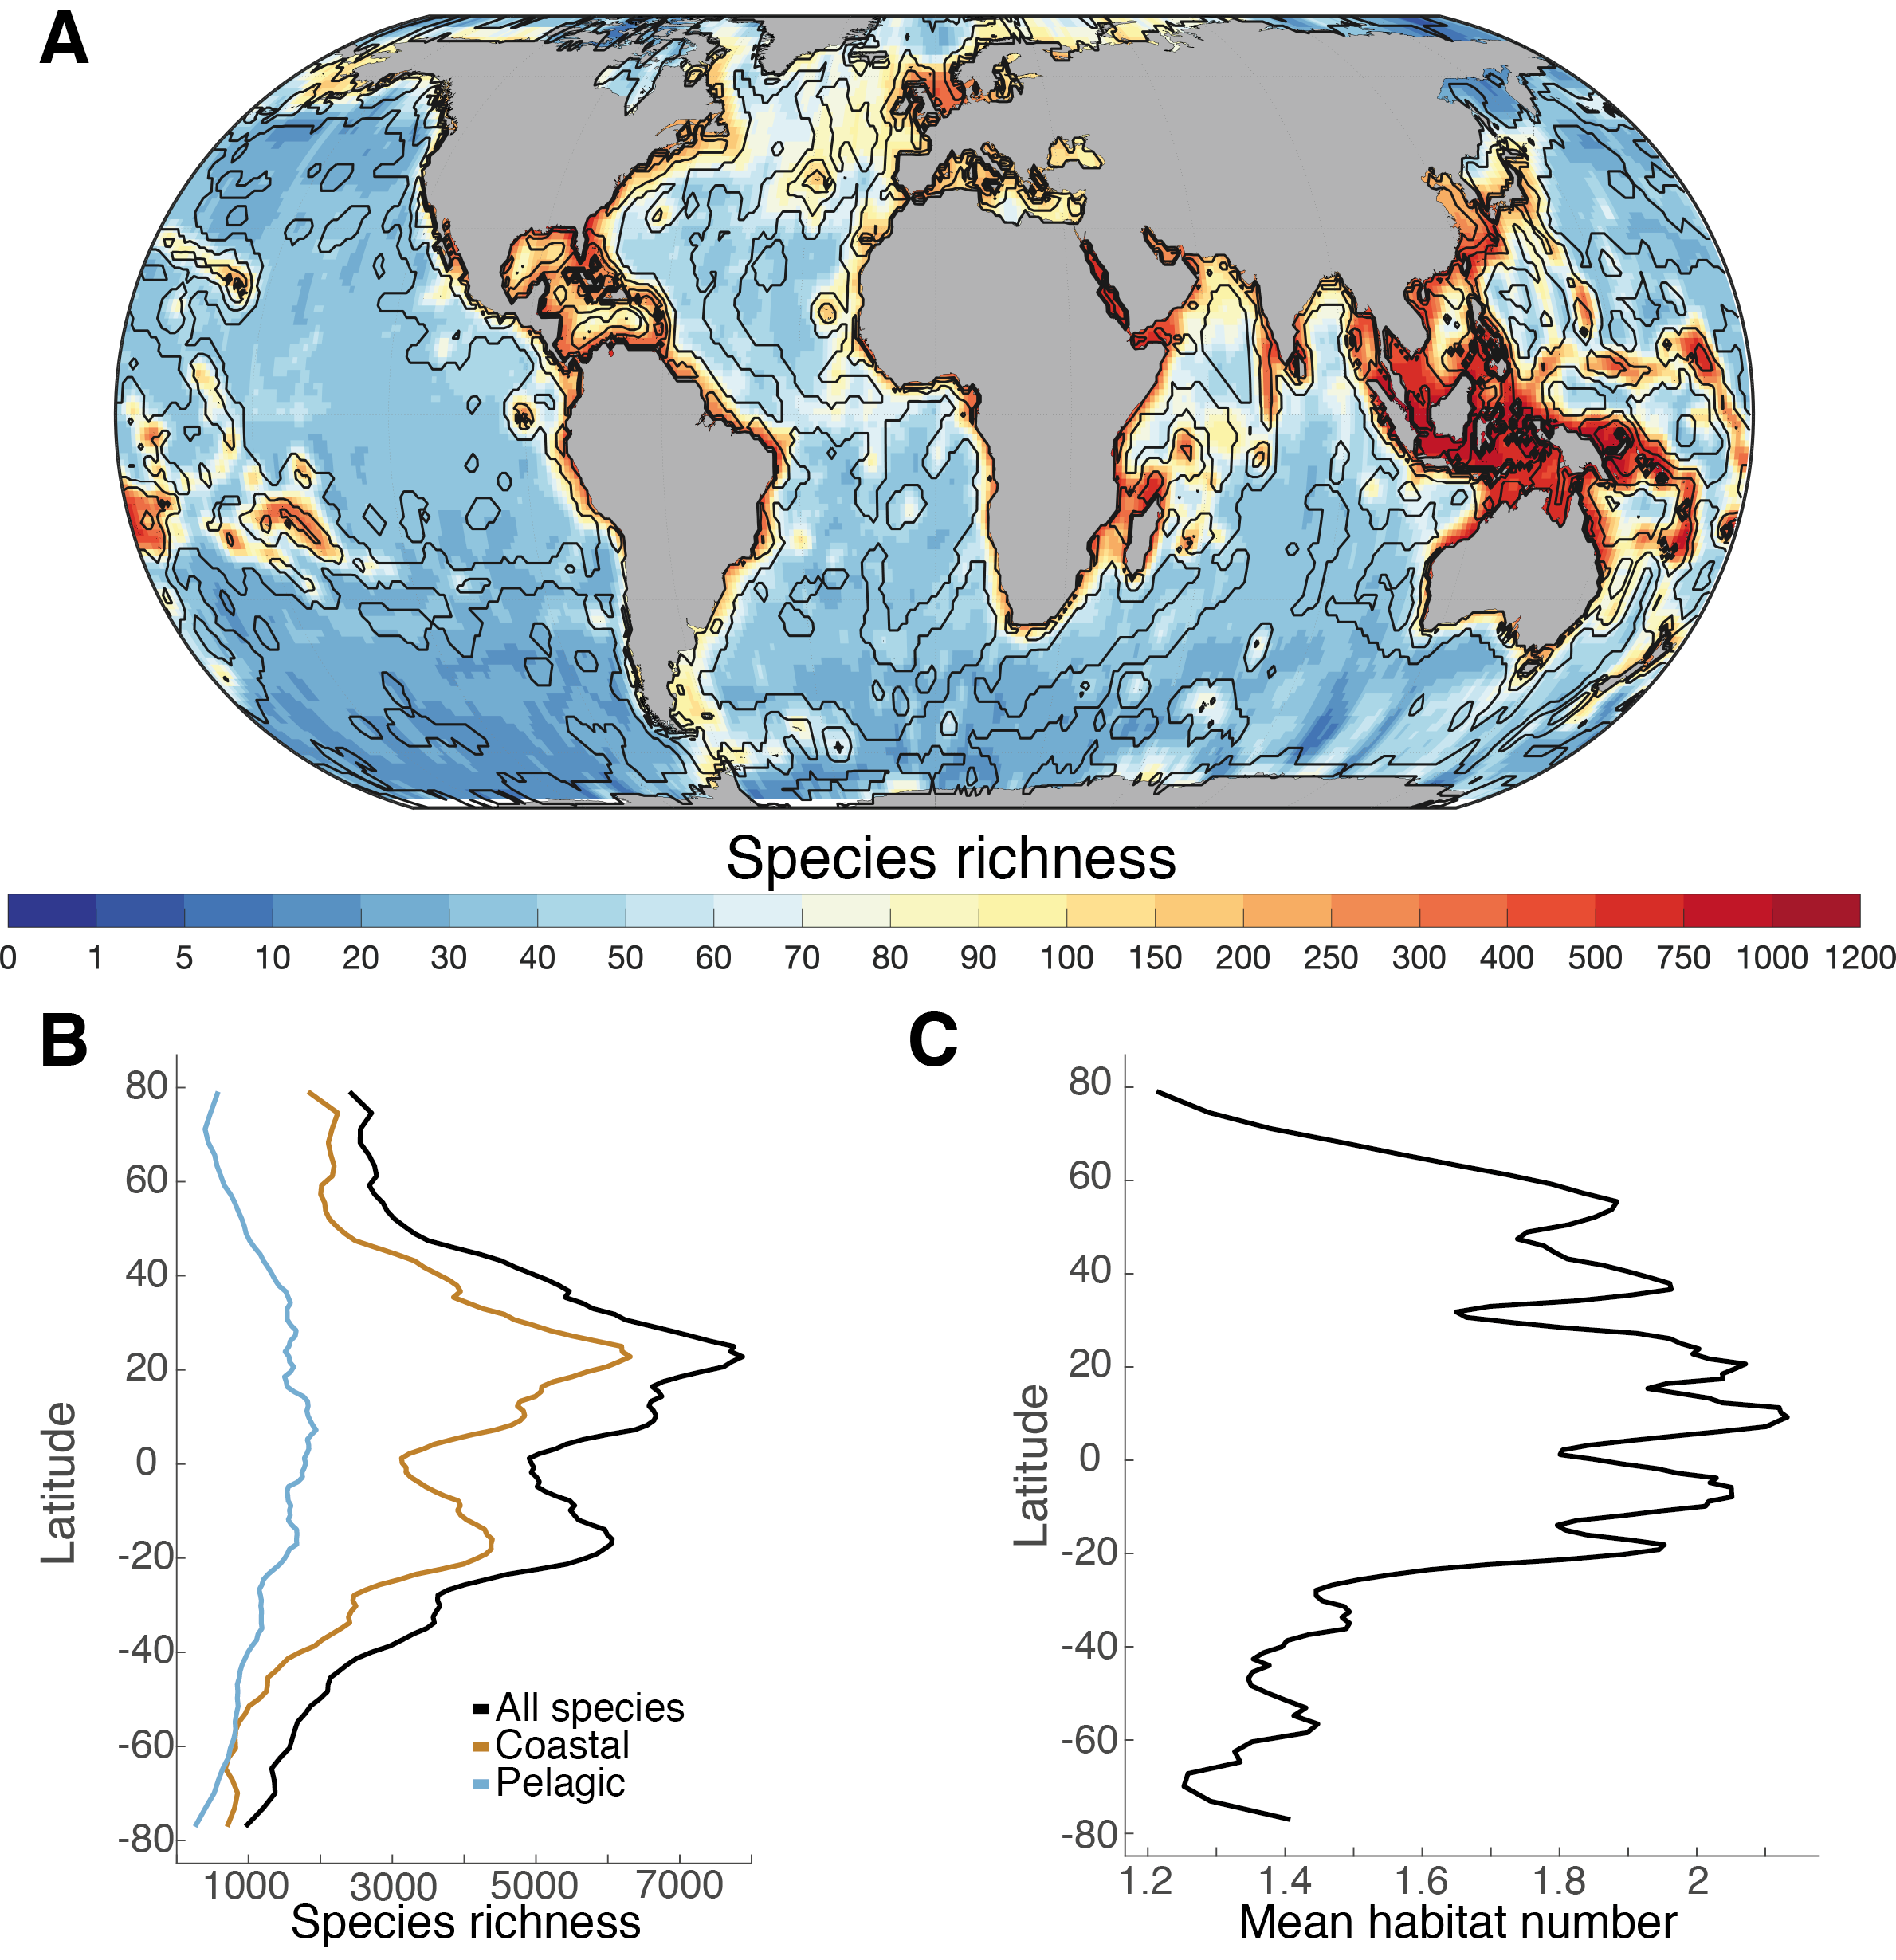 A
Species richness
0 1 5 10 20 30 40 50 60 70 80 90 100 150 200 250 300 400 500 750 1000 1200
B
80
60
40
20
0
-20
-40
-60
-80
Latitude
All species
Coastal
Pelagic
1000 3000 5000 7000
Species richness
C
80
60
40
20
0
-20
-40
-60
-80
Latitude
1.2 1.4 1.6 1.8 2
Mean habitat number